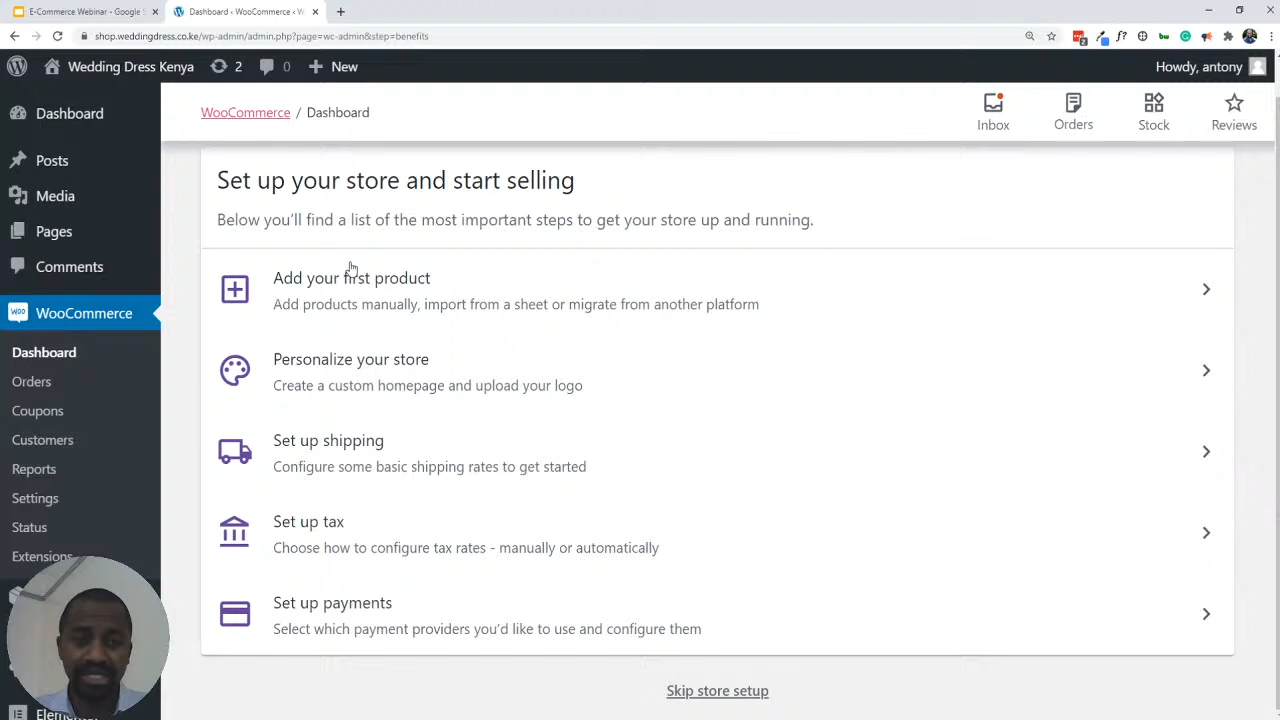 E-Commerce Webinar - Google S
Dashboard ‹ WooCommerce ‹ W
shop.weddingdress.co.ke/wp-admin/admin.php?page=wc-admin&step=benefits
Wedding Dress Kenya
2
0
New
Howdy, antony
Dashboard
Posts
Media
Pages
Comments
WooCommerce
Dashboard
Orders
Coupons
Customers
Reports
Settings
Status
Extensions
WooCommerce / Dashboard
Inbox
Orders
Stock
Reviews
Set up your store and start selling
Below you'll find a list of the most important steps to get your store up and running.
Add your first product
Add products manually, import from a sheet or migrate from another platform
Personalize your store
Create a custom homepage and upload your logo
Set up shipping
Configure some basic shipping rates to get started
Set up tax
Choose how to configure tax rates - manually or automatically
Set up payments
Select which payment providers you'd like to use and configure them
Skip store setup